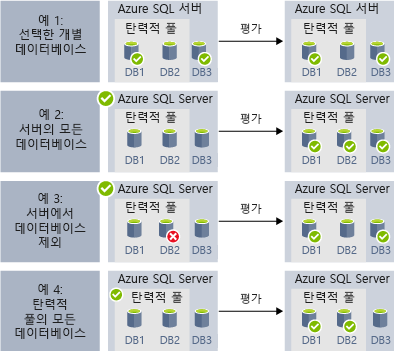 예 1:
선택한 개별
데이터베이스
Azure SQL 서버
탄력적 풀
DB1 DB2 DB3
평가
Azure SQL 서버
탄력적 풀
DB1 DB2 DB3
예 2:
서버의 모든
데이터베이스
Azure SQL Server
탄력적 풀
DB1 DB2 DB3
평가
Azure SQL Server
탄력적 풀
DB1 DB2 DB3
예 3:
서버에서
데이터베이스
제외
Azure SQL Server
탄력적 풀
DB1 DB2 DB3
평가
Azure SQL Server
탄력적 풀
DB1 DB2 DB3
예 4:
탄력적
풀의 모든
데이터베이스
Azure SQL Server
탄력적 풀
DB1 DB2 DB3
평가
Azure SQL Server
탄력적 풀
DB1 DB2 DB3